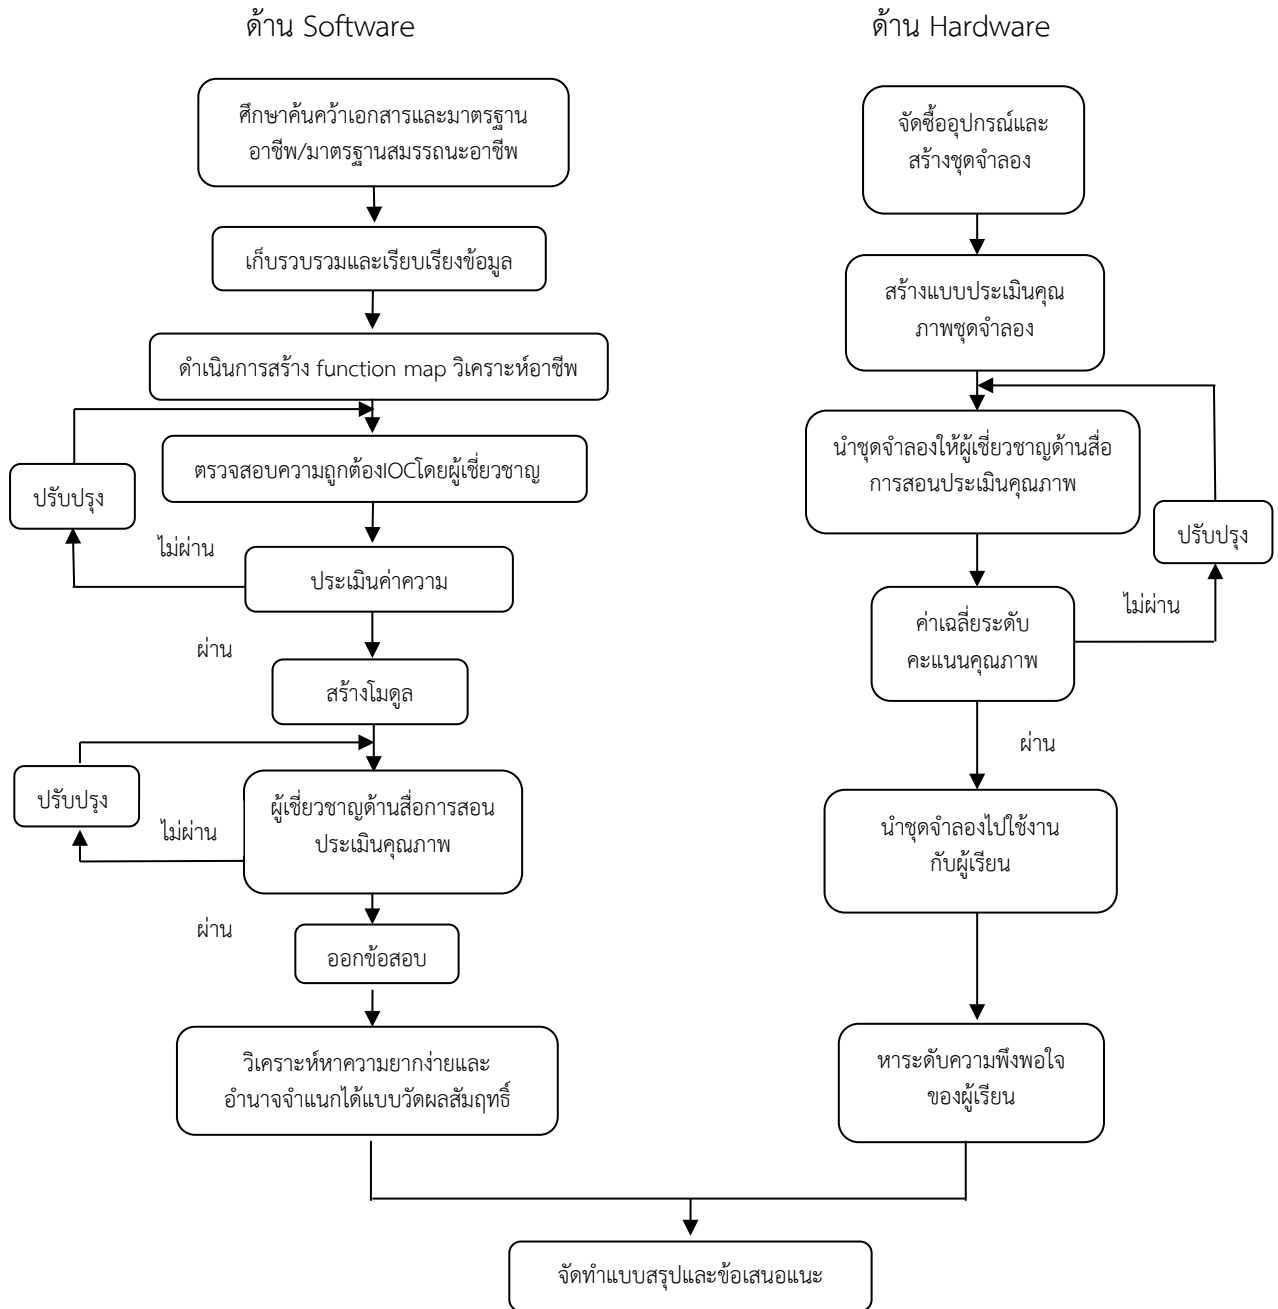 ด้าน Software
ศึกษาค้นคว้าเอกสารและมาตรฐาน
อาชีพ/มาตรฐานสมรรถนะอาชีพ
เก็บรวบรวมและเรียบเรียงข้อมูล
ดำเนินการสร้าง function map วิเคราะห์อาชีพ
ตรวจสอบความถูกต้องIOCโดยผู้เชี่ยวชาญ
ปรับปรุง
ไม่ผ่าน
ประเมินค่าความ
ผ่าน
สร้างโมดูล
ปรับปรุง
ผู้เชี่ยวชาญด้านสื่อการสอน
ประเมินคุณภาพ
ไม่ผ่าน
ผ่าน
ออกข้อสอบ
วิเคราะห์หาความยากง่ายและ
อำนาจจำแนกได้แบบวัดผลสัมฤทธิ์
ด้าน Hardware
จัดซื้ออุปกรณ์และ
สร้างชุดจำลอง
สร้างแบบประเมินคุณ
ภาพชุดจำลอง
นำชุดจำลองให้ผู้เชี่ยวชาญด้านสื่อ
การสอนประเมินคุณภาพ
ปรับปรุง
ไม่ผ่าน
ค่าเฉลี่ยระดับ
คะแนนคุณภาพ
ผ่าน
นำชุดจำลองไปใช้งาน
กับผู้เรียน
หาระดับความพึงพอใจ
ของผู้เรียน
จัดทำแบบสรุปและข้อเสนอแนะ